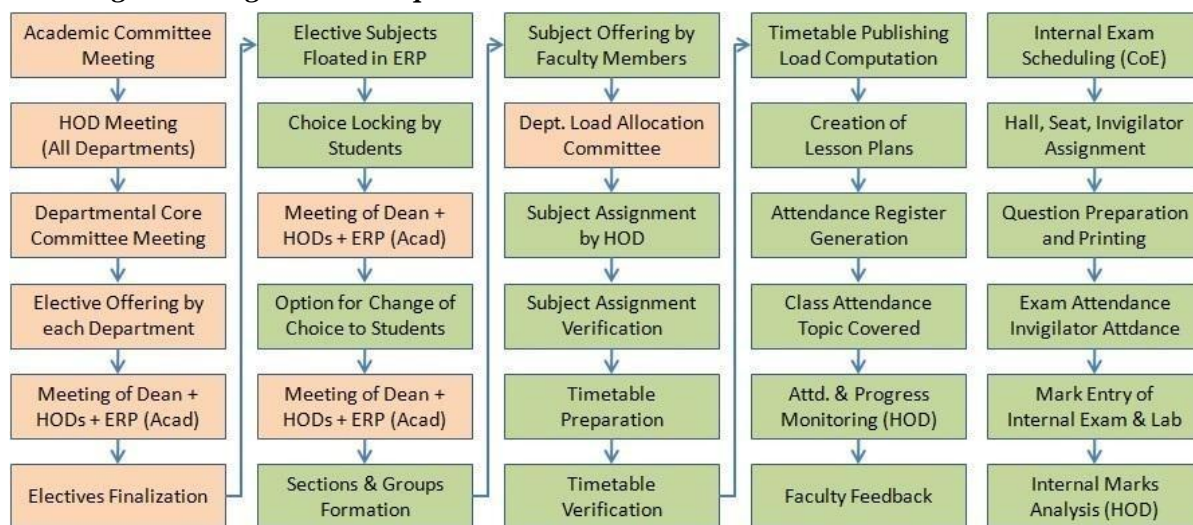 Academic Committee
Meeting
HOD Meeting
(All Departments)
Departmental Core
Committee Meeting
Elective Offering by
each Department
Meeting of Dean +
HODs + ERP (Acad)
Electives Finalization
Elective Subjects
Floated in ERP
Choice Locking by
Students
Meeting of Dean +
HODs + ERP (Acad)
Option for Change of
Choice to Students
Meeting of Dean +
HODs + ERP (Acad)
Sections & Groups
Formation
Subject Offering by
Faculty Members
Dept. Load Allocation
Committee
Subject Assignment
by HOD
Subject Assignment
Verification
Timetable
Preparation
Timetable
Verification
Timetable Publishing
Load Computation
Creation of
Lesson Plans
Attendance Register
Generation
Class Attendance
Topic Covered
Attd. & Progress
Monitoring (HOD)
Faculty Feedback
Internal Exam
Scheduling (CoE)
Hall, Seat, Invigilator
Assignment
Question Preparation
and Printing
Exam Attendance
Invigilator Attdance
Mark Entry of
Internal Exam & Lab
Internal Marks
Analysis (HOD)